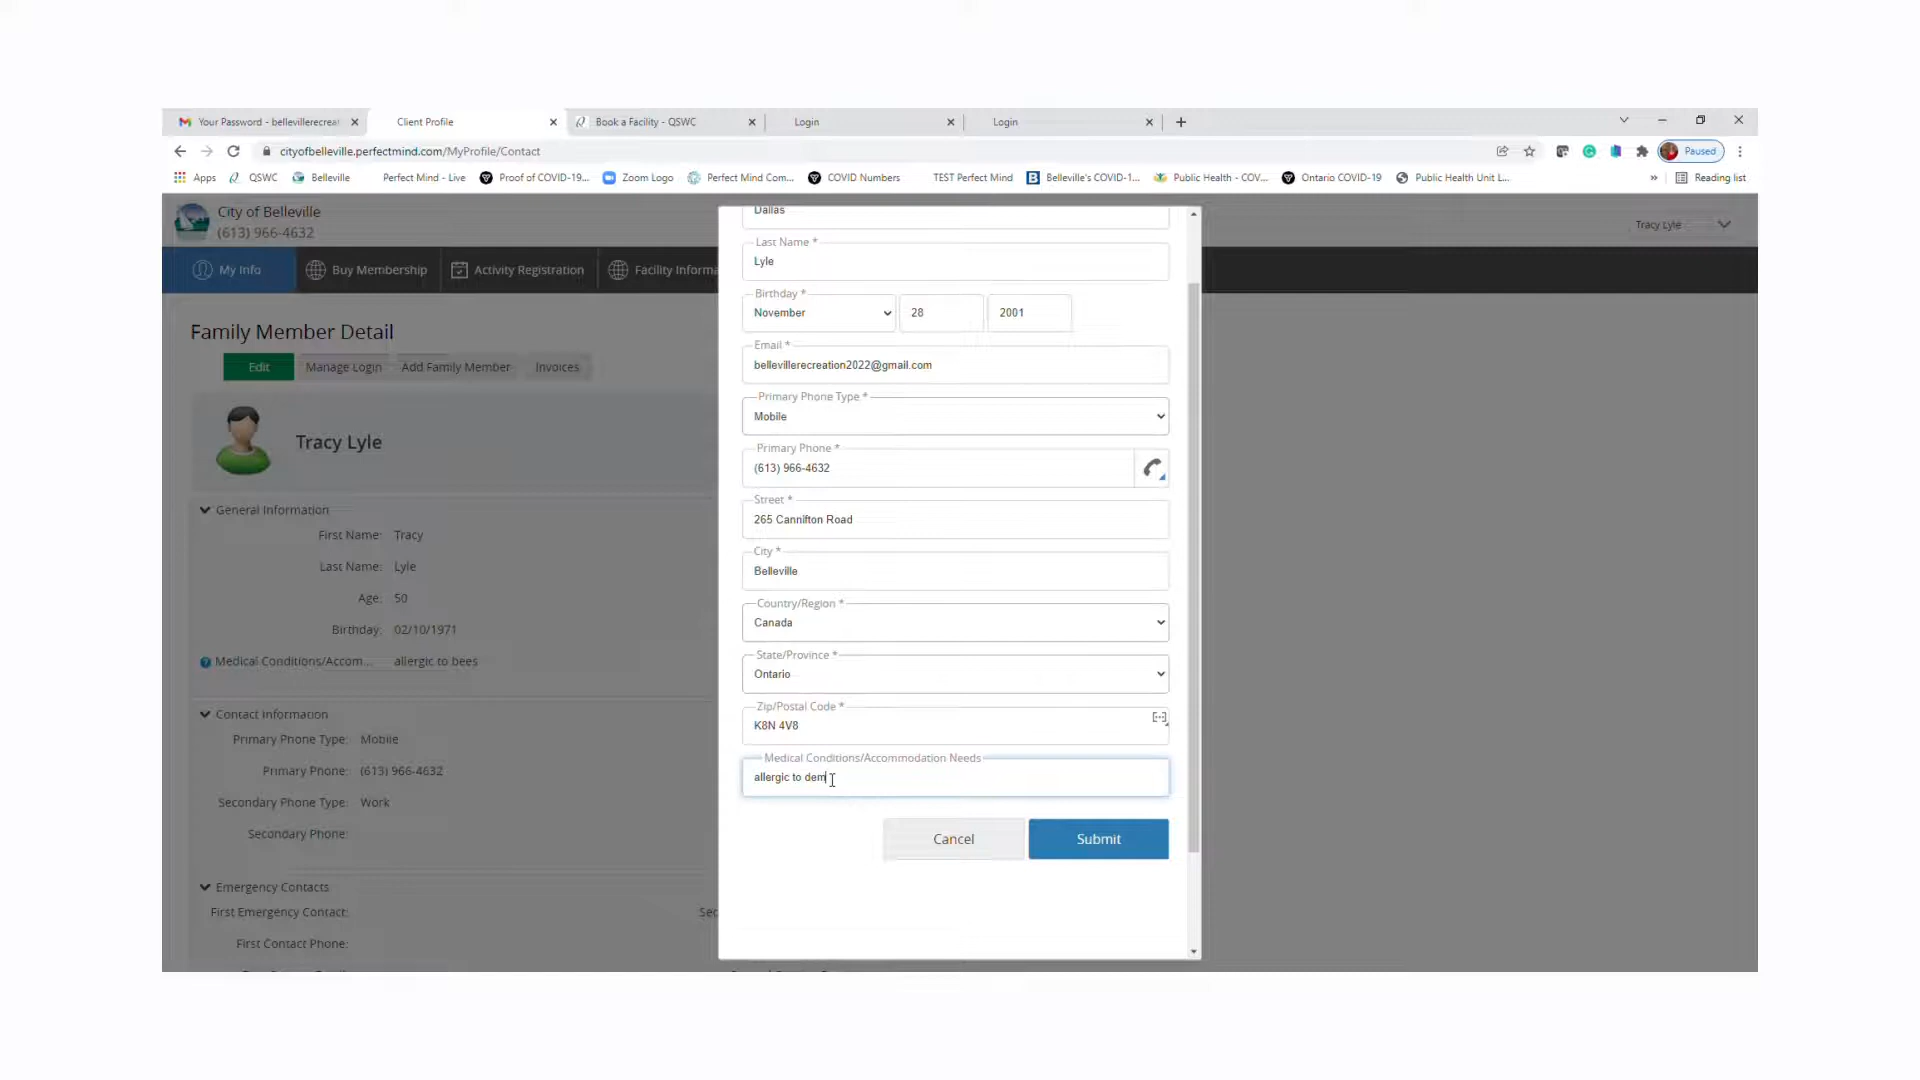 Your Password - bellevillerecreat
Client Profile
Book a Facility - QSWC
Login
Login
cityofbelleville.perfectmind.com/MyProfile/Contact
Paused
Apps
QSWC
Belleville
Perfect Mind - Live
Proof of COVID-19...
Zoom Logo
Perfect Mind Com...
COVID Numbers
TEST Perfect Mind
Belleville's COVID-1...
Public Health - COV...
Ontario COVID-19
Public Health Unit L...
»
Reading list
City of Belleville
(613) 966-4632
Tracy Lyle
My Info
Buy Membership
Activity Registration
Facility Informa
Family Member Detail
Edit
Manage Login
Add Family Member
Invoices
Tracy Lyle
General Information
First Name: Tracy
Last Name: Lyle
Age: 50
Birthday: 02/10/1971
Medical Conditions/Accom... allergic to bees
Contact Information
Primary Phone Type: Mobile
Primary Phone: (613) 966-4632
Secondary Phone Type: Work
Secondary Phone:
Emergency Contacts
First Emergency Contact:
Sec
First Contact Phone:
Dallas
Last Name *
Lyle
Birthday *
November 28 2001
Email *
bellevillerecreation2022@gmail.com
Primary Phone Type *
Mobile
Primary Phone *
(613) 966-4632
Street *
265 Cannifton Road
City *
Belleville
Country/Region *
Canada
State/Province *
Ontario
Zip/Postal Code *
K8N 4V8
Medical Conditions/Accommodation Needs
allergic to dem
Cancel
Submit